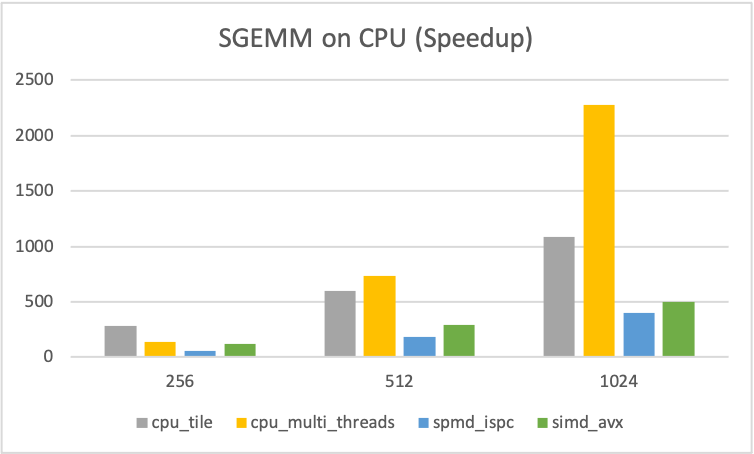 SGEMM on CPU (Speedup)
2500
2000
1500
1000
500
0
256 512 1024
cpu_tile cpu_multi_threads spmd_ispc simd_avx